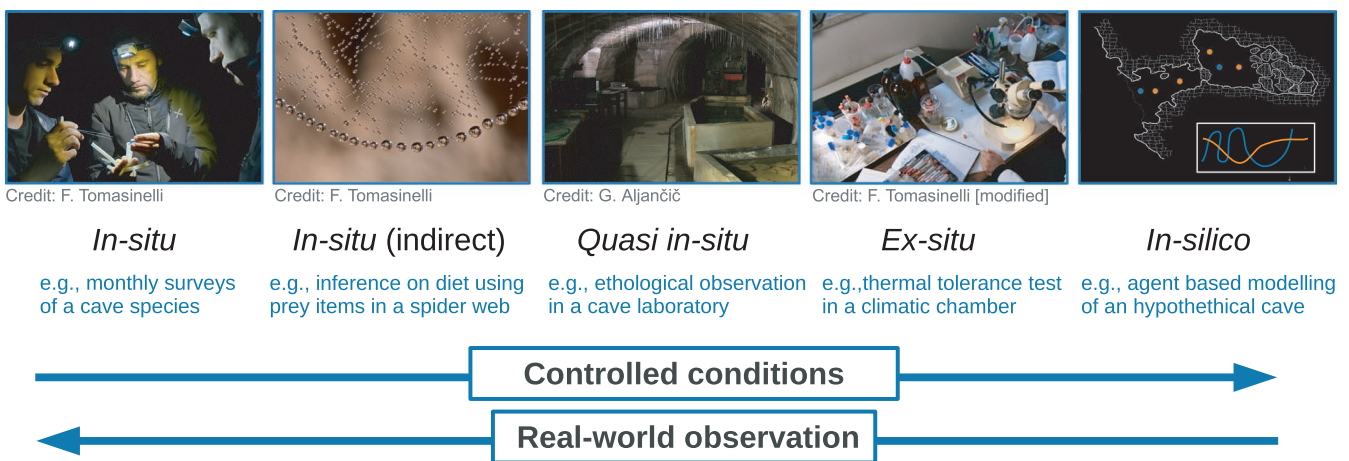 Credit: F. Tomasinelli
Credit: F. Tomasinelli
Credit: G. Aljančič
Credit: F. Tomasinelli [modified]
In-situ
In-situ (indirect)
Quasi in-situ
Ex-situ
In-silico
e.g., monthly surveys
of a cave species
e.g., inference on diet using
prey items in a spider web
e.g., ethological observation
in a cave laboratory
e.g.,thermal tolerance test
in a climatic chamber
e.g., agent based modelling
of an hypothethical cave
Controlled conditions
Real-world observation